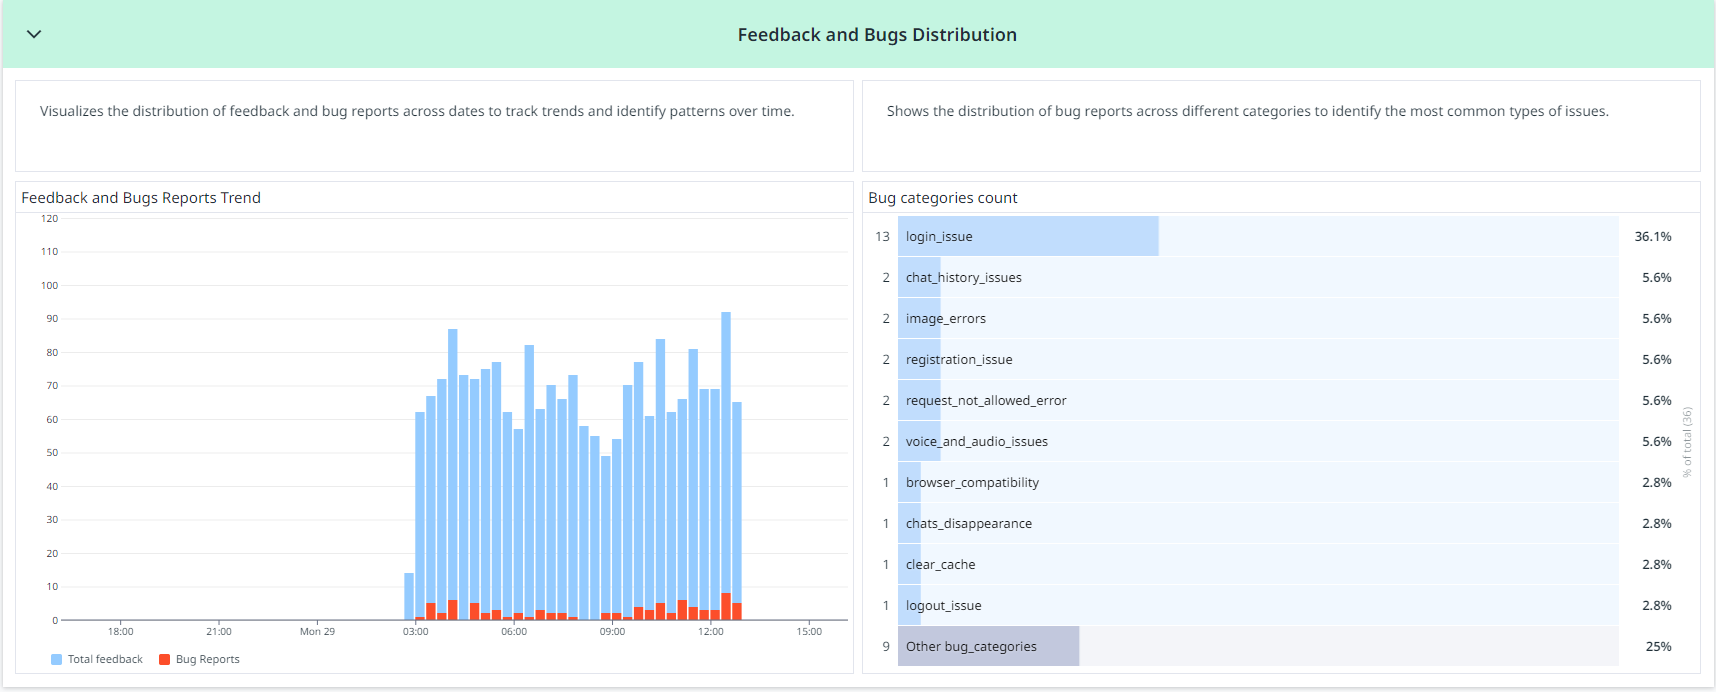 Feedback and Bugs Distribution
Visualizes the distribution of feedback and bug reports across dates to track trends and identify patterns over time.
Shows the distribution of bug reports across different categories to identify the most common types of issues.
Feedback and Bugs Reports Trend
120
110
100
90
80
70
60
50
40
30
20
10
0
18:00 21:00 Mon 29 03:00 06:00 09:00 12:00 15:00
Total feedback Bug Reports
Bug categories count
13 login_issue 36.1%
2 chat_history_issues 5.6%
2 image_errors 5.6%
2 registration_issue 5.6%
2 request_not_allowed_error 5.6%
2 voice_and_audio_issues 5.6%
1 browser_compatibility 2.8%
1 chats_disappearance 2.8%
1 clear_cache 2.8%
1 logout_issue 2.8%
9 Other bug_categories 25%
% of total (36)